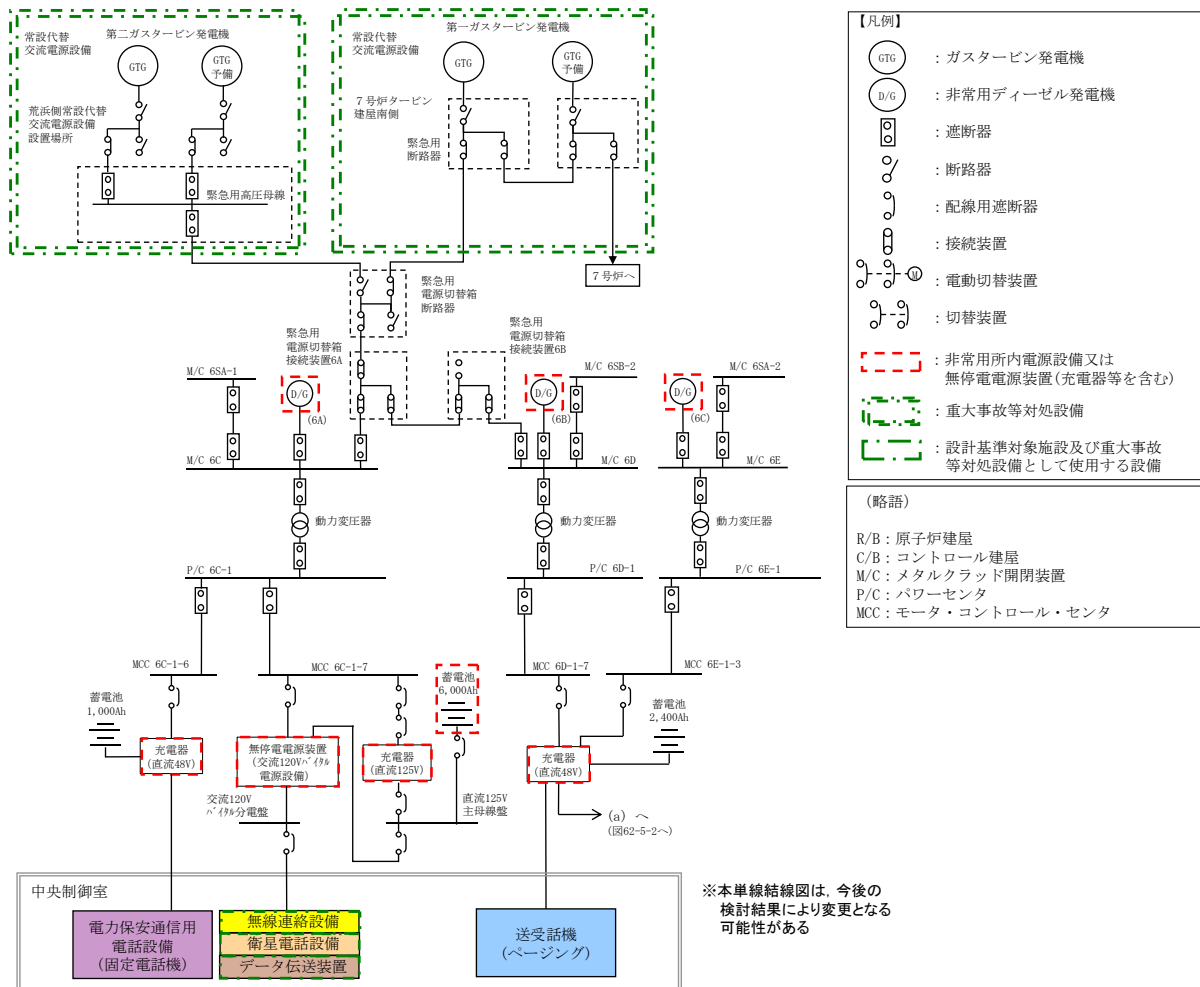 常設代替
交流電源設備
第二ガスタービン発電機
GTG
GTG
予備
荒浜側常設代替
交流電源設備
設置場所
緊急用高圧母線
常設代替
交流電源設備
第一ガスタービン発電機
GTG
GTG
予備
7号炉タービン
建屋南側
緊急用
断路器
7号炉へ
緊急用
電源切替箱
断路器
緊急用
電源切替箱
接続装置6A
緊急用
電源切替箱
接続装置6B
M/C 6SA-1
D/G
(6A)
M/C 6SB-2
D/G
(6B)
M/C 6SA-2
D/G
(6C)
M/C 6C
M/C 6D
M/C 6E
動力変圧器
動力変圧器
動力変圧器
P/C 6C-1
P/C 6D-1
P/C 6E-1
MCC 6C-1-6
MCC 6C-1-7
MCC 6D-1-7
MCC 6E-1-3
蓄電池
1,000Ah
蓄電池
6,000Ah
蓄電池
2,400Ah
充電器
(直流48V)
無停電電源装置
(交流120Vバイタル
電源設備)
充電器
(直流125V)
充電器
(直流48V)
交流120V
バイタル分電盤
直流125V
主母線盤
(a) へ
(図62-5-2へ)
中央制御室
電力保安通信用
電話設備
(固定電話機)
無線連絡設備
衛星電話設備
データ伝送装置
送受話機
(ページング)
※本単線結線図は，今後の
検討結果により変更となる
可能性がある
【凡例】
GTG
：ガスタービン発電機
D/G
：非常用ディーゼル発電機
：遮断器
：断路器
：配線用遮断器
：接続装置
M
：電動切替装置
：切替装置
：非常用所内電源設備又は
無停電電源装置(充電器等を含む)
：重大事故等対処設備
：設計基準対象施設及び重大事故
等対処設備として使用する設備
（略語）
R/B：原子炉建屋
C/B：コントロール建屋
M/C：メタルクラッド開閉装置
P/C：パワーセンタ
MCC：モータ・コントロール・センタ